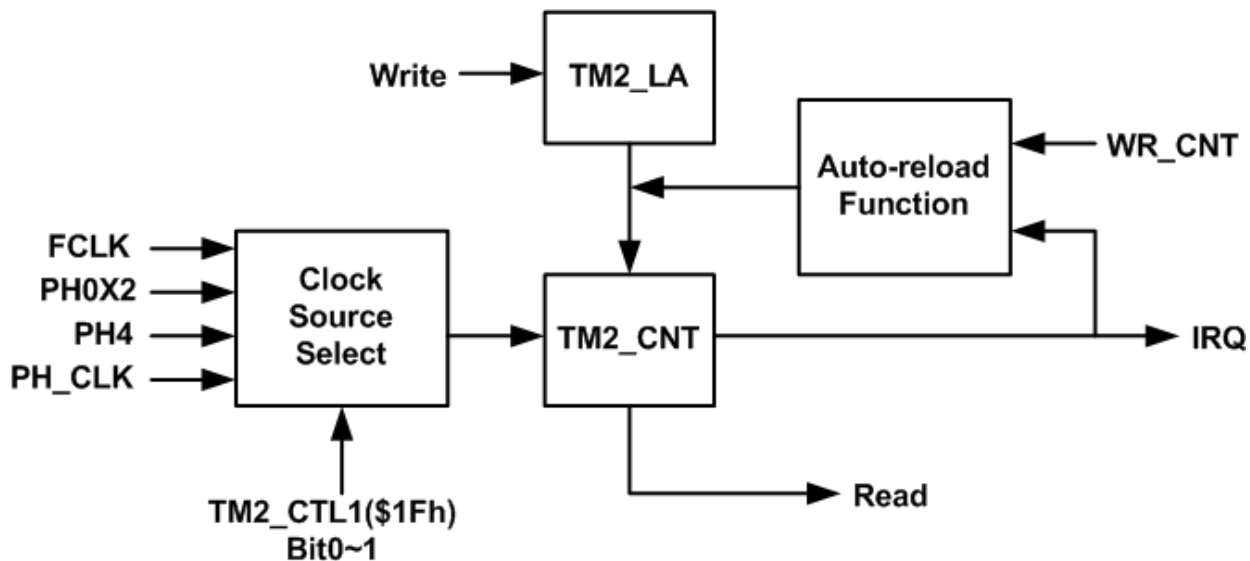 Write
TM2_LA
Auto-reload
Function
WR_CNT
FCLK
PH0X2
PH4
PH_CLK
Clock
Source
Select
TM2_CNT
IRQ
TM2_CTL1($1Fh)
Bit0~1
Read